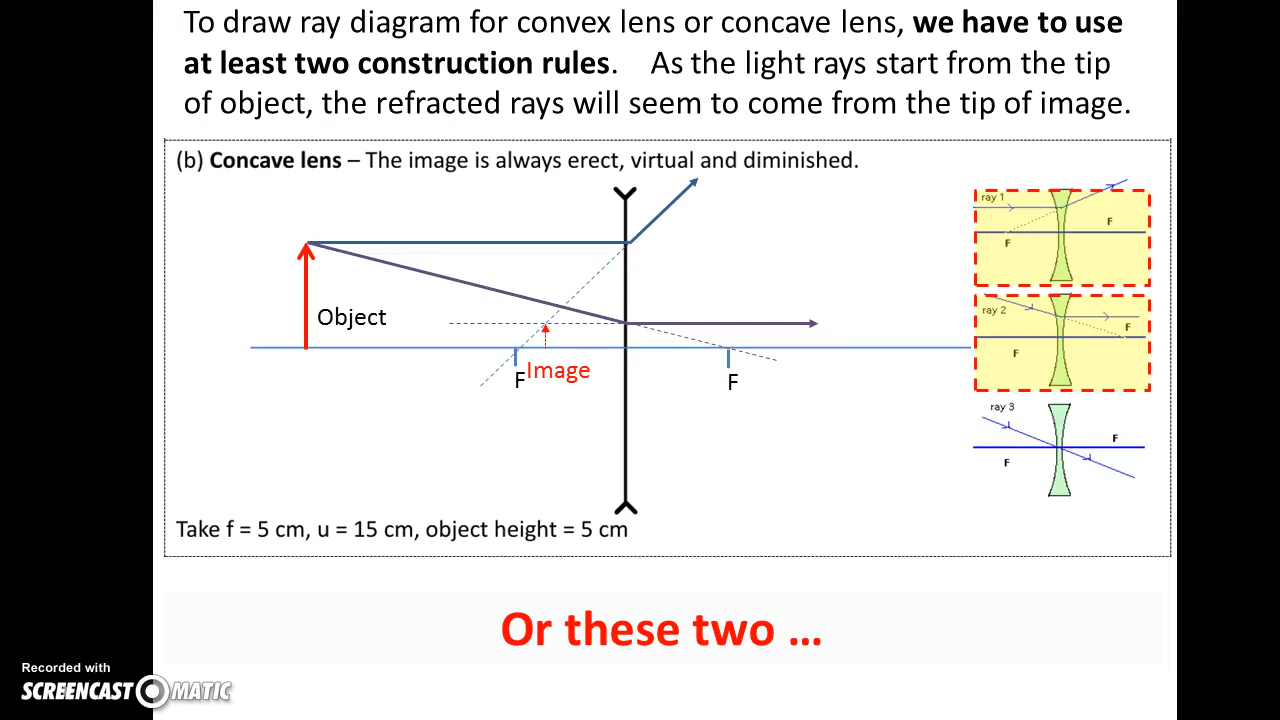 To draw ray diagram for convex lens or concave lens, we have to use
at least two construction rules. As the light rays start from the tip
of object, the refracted rays will seem to come from the tip of image.
(b) Concave lens – The image is always erect, virtual and diminished.
ray 1
F
F
Object
ray 2
F
F
F
Image
F
ray 3
F
F
Take f = 5 cm, u = 15 cm, object height = 5 cm
Or these two ...
Recorded with
SCREENCAST MATIC